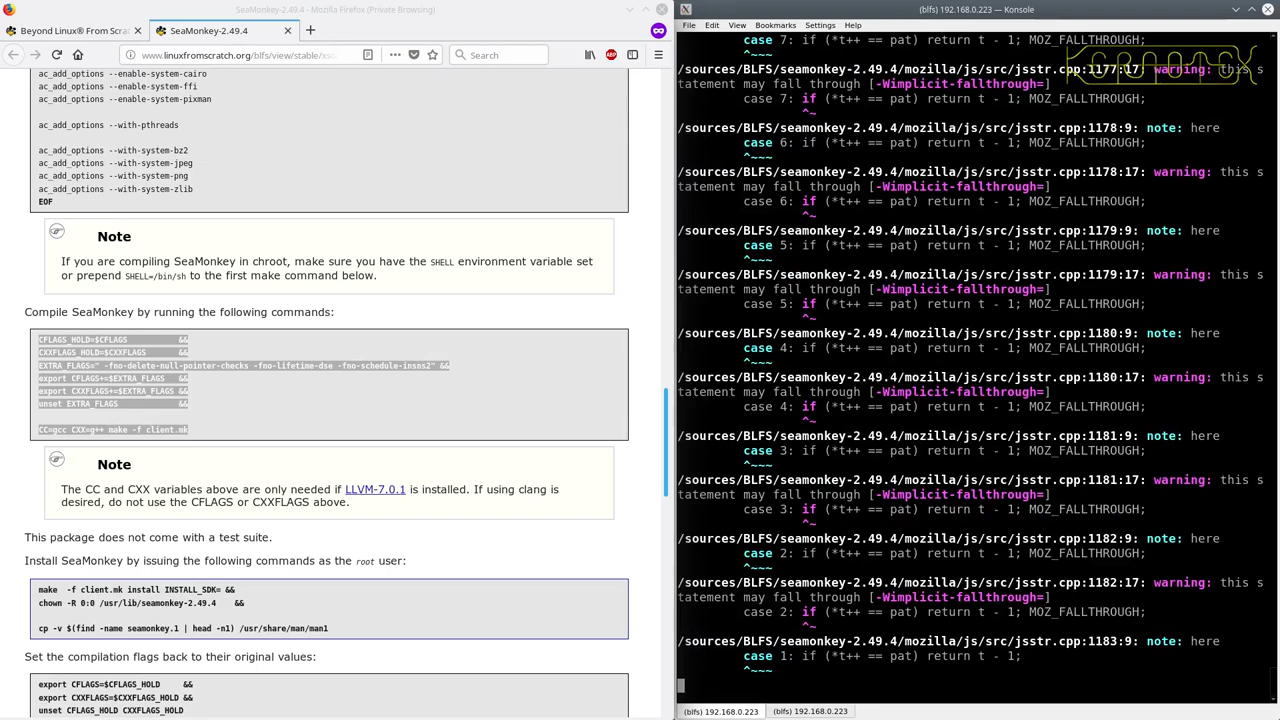 SeaMonkey-2.49.4 - Mozilla Firefox (Private Browsing)
Beyond Linux® From Scrat
SeaMonkey-2.49.4
www.linuxfromscratch.org/blfs/view/stable/xso
Search
ac_add_options --enable-system-cairo
ac_add_options --enable-system-ffi
ac_add_options --enable-system-pixman
ac_add_options --with-pthreads
ac_add_options --with-system-bz2
ac_add_options --with-system-jpeg
ac_add_options --with-system-png
ac_add_options --with-system-zlib
EOF
Note
If you are compiling SeaMonkey in chroot, make sure you have the SHELL environment variable set
or prepend SHELL=/bin/sh to the first make command below.
Compile SeaMonkey by running the following commands:
CFLAGS_HOLD=$CFLAGS &&
CXXFLAGS_HOLD=$CXXFLAGS &&
EXTRA_FLAGS=" -fno-delete-null-pointer-checks -fno-lifetime-dse -fno-schedule-insns2" &&
export CFLAGS+=$EXTRA_FLAGS &&
export CXXFLAGS+=$EXTRA_FLAGS &&
unset EXTRA_FLAGS &&
CC=gcc CXX=g++ make -f client.mk
Note
The CC and CXX variables above are only needed if LLVM-7.0.1 is installed. If using clang is
desired, do not use the CFLAGS or CXXFLAGS above.
This package does not come with a test suite.
Install SeaMonkey by issuing the following commands as the root user:
make -f client.mk install INSTALL_SDK= &&
chown -R 0:0 /usr/lib/seamonkey-2.49.4 &&
cp -v $(find -name seamonkey.1 | head -n1) /usr/share/man/man1
Set the compilation flags back to their original values:
export CFLAGS=$CFLAGS_HOLD &&
export CXXFLAGS=$CXXFLAGS_HOLD &&
unset CFLAGS_HOLD CXXFLAGS_HOLD
(blfs) 192.168.0.223 — Konsole
File Edit View Bookmarks Settings Help
case 7: if (*t++ == pat) return t - 1; MOZ_FALLTHROUGH;
^~~~
/sources/BLFS/seamonkey-2.49.4/mozilla/js/src/jsstr.cpp:1177:17: warning: this s
tatement may fall through [-Wimplicit-fallthrough=]
case 7: if (*t++ == pat) return t - 1; MOZ_FALLTHROUGH;
^~
/sources/BLFS/seamonkey-2.49.4/mozilla/js/src/jsstr.cpp:1178:9: note: here
case 6: if (*t++ == pat) return t - 1; MOZ_FALLTHROUGH;
^~~~
/sources/BLFS/seamonkey-2.49.4/mozilla/js/src/jsstr.cpp:1178:17: warning: this s
tatement may fall through [-Wimplicit-fallthrough=]
case 6: if (*t++ == pat) return t - 1; MOZ_FALLTHROUGH;
^~
/sources/BLFS/seamonkey-2.49.4/mozilla/js/src/jsstr.cpp:1179:9: note: here
case 5: if (*t++ == pat) return t - 1; MOZ_FALLTHROUGH;
^~~~
/sources/BLFS/seamonkey-2.49.4/mozilla/js/src/jsstr.cpp:1179:17: warning: this s
tatement may fall through [-Wimplicit-fallthrough=]
case 5: if (*t++ == pat) return t - 1; MOZ_FALLTHROUGH;
^~
/sources/BLFS/seamonkey-2.49.4/mozilla/js/src/jsstr.cpp:1180:9: note: here
case 4: if (*t++ == pat) return t - 1; MOZ_FALLTHROUGH;
^~~~
/sources/BLFS/seamonkey-2.49.4/mozilla/js/src/jsstr.cpp:1180:17: warning: this s
tatement may fall through [-Wimplicit-fallthrough=]
case 4: if (*t++ == pat) return t - 1; MOZ_FALLTHROUGH;
^~
/sources/BLFS/seamonkey-2.49.4/mozilla/js/src/jsstr.cpp:1181:9: note: here
case 3: if (*t++ == pat) return t - 1; MOZ_FALLTHROUGH;
^~~~
/sources/BLFS/seamonkey-2.49.4/mozilla/js/src/jsstr.cpp:1181:17: warning: this s
tatement may fall through [-Wimplicit-fallthrough=]
case 3: if (*t++ == pat) return t - 1; MOZ_FALLTHROUGH;
^~
/sources/BLFS/seamonkey-2.49.4/mozilla/js/src/jsstr.cpp:1182:9: note: here
case 2: if (*t++ == pat) return t - 1; MOZ_FALLTHROUGH;
^~~~
/sources/BLFS/seamonkey-2.49.4/mozilla/js/src/jsstr.cpp:1182:17: warning: this s
tatement may fall through [-Wimplicit-fallthrough=]
case 2: if (*t++ == pat) return t - 1; MOZ_FALLTHROUGH;
^~
/sources/BLFS/seamonkey-2.49.4/mozilla/js/src/jsstr.cpp:1183:9: note: here
case 1: if (*t++ == pat) return t - 1;
^~~~
(blfs) 192.168.0.223
(blfs) 192.168.0.223